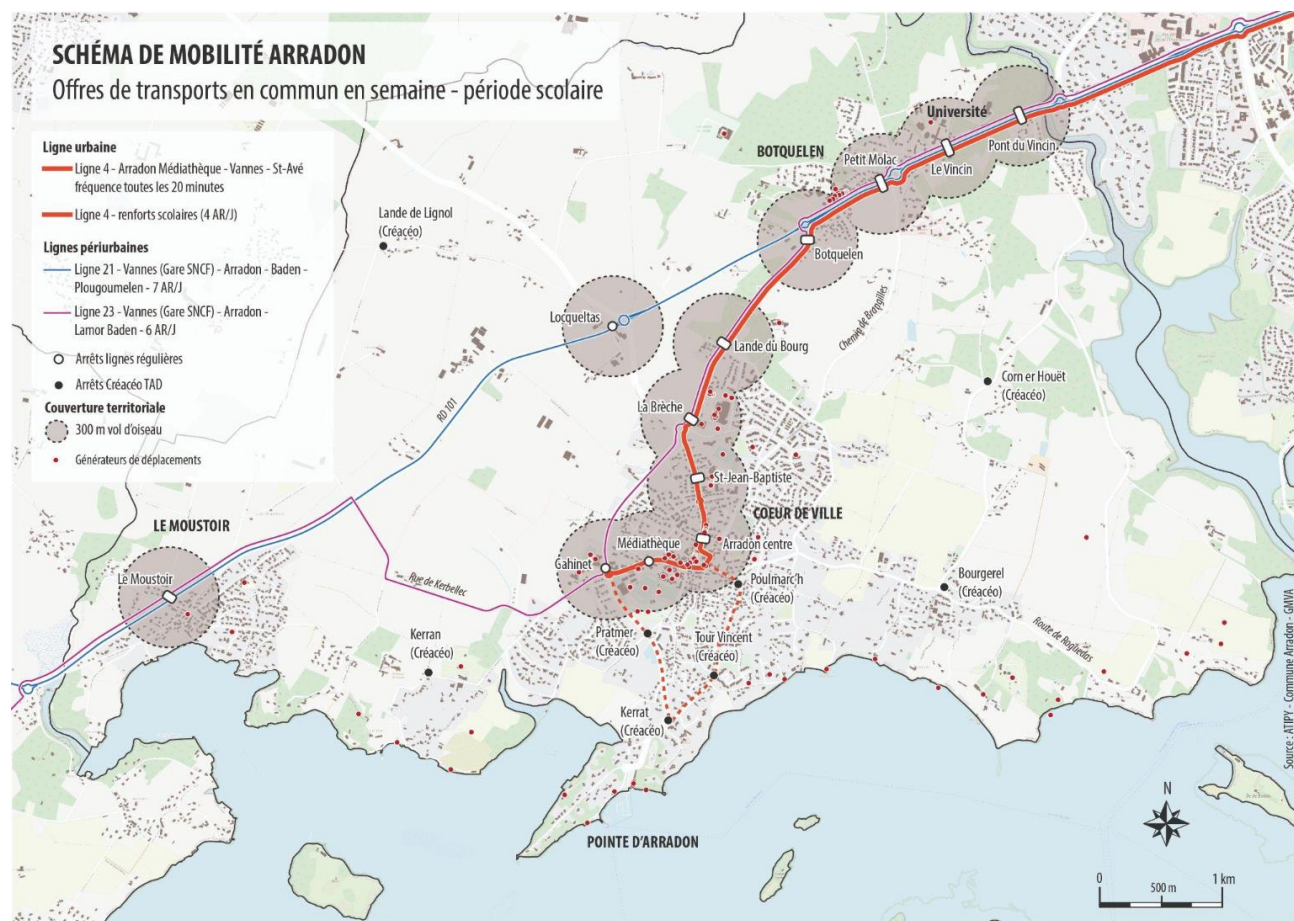 SCHÉMA DE MOBILITÉ ARRADON
Offres de transports en commun en semaine - période scolaire
Ligne urbaine
Ligne 4 - Arradon Médiathèque - Vannes - St-Avé
fréquence toutes les 20 minutes
Ligne 4 - renforts scolaires (4 AR/J)
Lignes périurbaines
Ligne 21 - Vannes (Gare SNCF) - Arradon - Baden -
Plougoumelen - 7 AR/J
Ligne 23 - Vannes (Gare SNCF) - Arradon -
Lamor Baden - 6 AR/J
Arrêts lignes régulières
Arrêts Créacéo TAD
Couverture territoriale
300 m vol d'oiseau
Générateurs de déplacements
Université
Pont du Vincin
Le Vincin
Petit Molac
BOTQUELEN
Botquelen
Lande de Lignol
(Créacéo)
Locqueltas
Lande du Bourg
Chemin de Brangilles
Corn er Houët
(Créacéo)
RD 101
La Brèche
St-Jean-Baptiste
COEUR DE VILLE
LE MOUSTOIR
Le Moustoir
Médiathèque
Arradon centre
Gahinet
Rue de Kerbellec
Poulmarc'h
(Créacéo)
Bourgerel
(Créacéo)
Route de Roguedas
Kerran
(Créacéo)
Pratmer
(Créacéo)
Tour Vincent
(Créacéo)
Kerrat
(Créacéo)
POINTE D'ARRADON
N
0
500 m
1 km
Source : ATIPY - Commune Arradon - GMVA